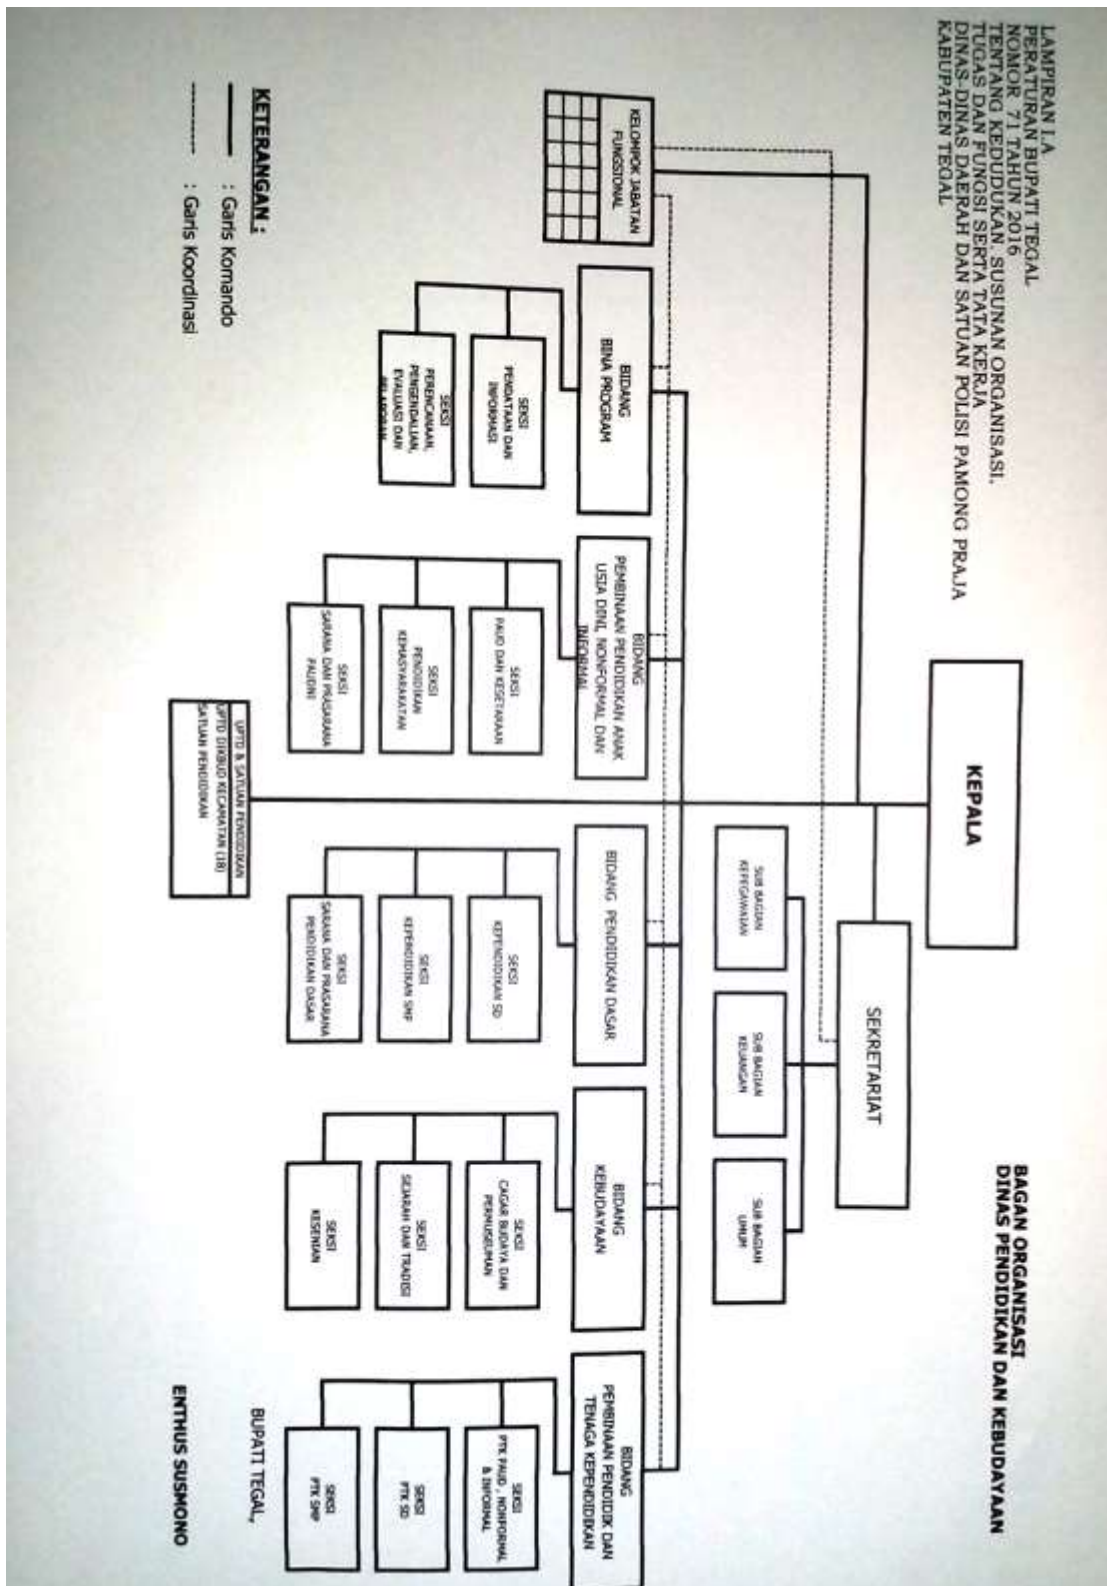 LAMPIRAN I.A
PERATURAN BUPATI TEGAL
NOMOR 71 TAHUN 2016
TENTANG KEDUDUKAN, SUSUNAN ORGANISASI,
TUGAS DAN FUNGSI SERTA TATA KERJA
DINAS-DINAS DAERAH DAN SATUAN POLISI PAMONG PRAJA
KABUPATEN TEGAL
BAGAN ORGANISASI
DINAS PENDIDIKAN DAN KEBUDAYAAN
KEPALA
SEKRETARIAT
SUB BAGIAN
KEPEGAWAIAN
SUB BAGIAN
KEUANGAN
SUB BAGIAN
UMUM
KELOMPOK JABATAN
FUNGSIONAL
BIDANG
BINA PROGRAM
SEKSI
PENDATAAN DAN
INFORMASI
SEKSI
PERENCANAAN,
PENGENDALIAN,
EVALUASI DAN
PELAPORAN
BIDANG
PEMBINAAN PENDIDIKAN ANAK
USIA DINI, NONFORMAL DAN
INFORMAL
SEKSI
PAUD DAN KESETARAAN
SEKSI
PENDIDIKAN
KEMASYARAKATAN
SEKSI
SARANA DAN PRASARANA
PAUDNI
BIDANG PENDIDIKAN DASAR
SEKSI
KEPENDIDIKAN SD
SEKSI
KEPENDIDIKAN SMP
SEKSI
SARANA DAN PRASARANA
PENDIDIKAN DASAR
BIDANG
KEBUDAYAAN
SEKSI
CAGAR BUDAYA DAN
PERMUSEUMAN
SEKSI
SEJARAH DAN TRADISI
SEKSI
KESENIAN
BIDANG
PEMBINAAN PENDIDIK DAN
TENAGA KEPENDIDIKAN
SEKSI
PTK PAUD , NONFORMAL
& INFORMAL
SEKSI
PTK SD
SEKSI
PTK SMP
UPTD & SATUAN PENDIDIKAN
UPTD DIKBUD KECAMATAN (18)
SATUAN PENDIDIKAN
KETERANGAN :
: Garis Komando
: Garis Koordinasi
BUPATI TEGAL,
ENTHUS SUSMONO